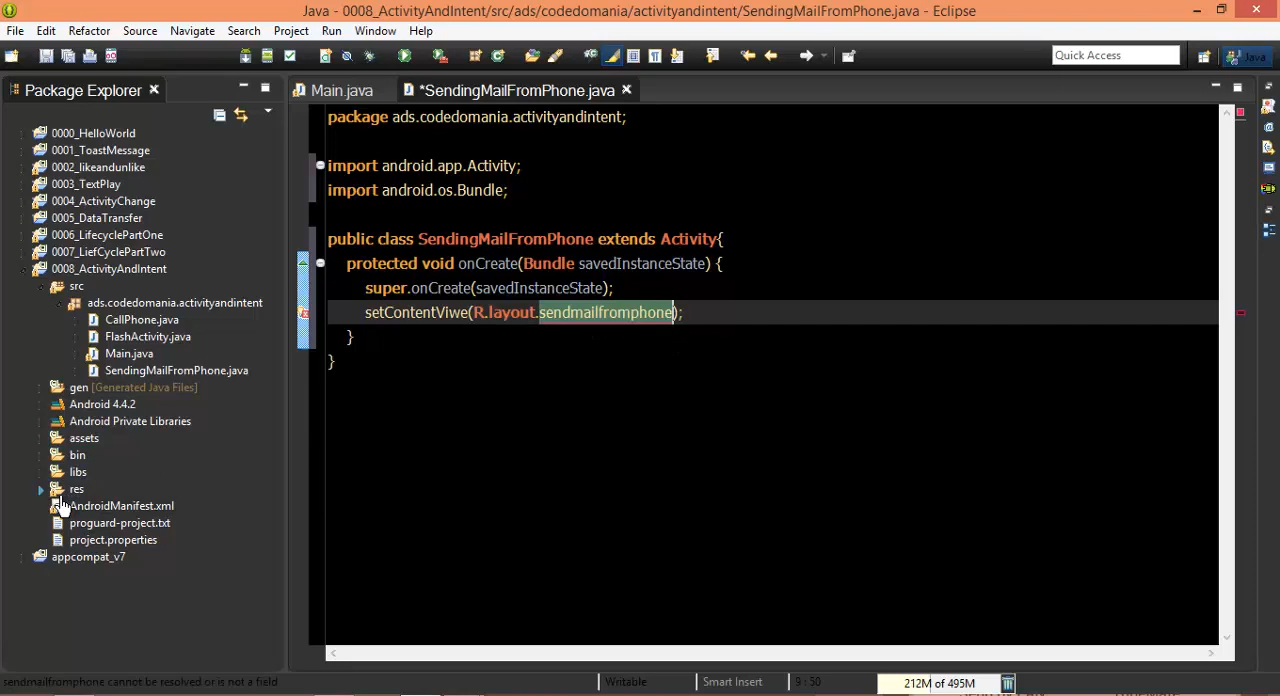 Java - 0008_ActivityAndIntent/src/ads/codedomania/activityandintent/SendingMailFromPhone.java - Eclipse
File Edit Refactor Source Navigate Search Project Run Window Help
Quick Access
Java
Package Explorer
Main.java
*SendingMailFromPhone.java
0000_HelloWorld
0001_ToastMessage
0002_likeandunlike
0003_TextPlay
0004_ActivityChange
0005_DataTransfer
0006_LifecyclePartOne
0007_LiefCyclePartTwo
0008_ActivityAndIntent
src
ads.codedomania.activityandintent
CallPhone.java
FlashActivity.java
Main.java
SendingMailFromPhone.java
gen [Generated Java Files]
Android 4.4.2
Android Private Libraries
assets
bin
libs
res
AndroidManifest.xml
proguard-project.txt
project.properties
appcompat_v7
package ads.codedomania.activityandintent;
import android.app.Activity;
import android.os.Bundle;
public class SendingMailFromPhone extends Activity{
protected void onCreate(Bundle savedInstanceState) {
super.onCreate(savedInstanceState);
setContentViwe(R.layout.sendmailfromphone);
}
}
sendmailfromphone cannot be resolved or is not a field
Writable
Smart Insert
9 : 50
212M of 495M